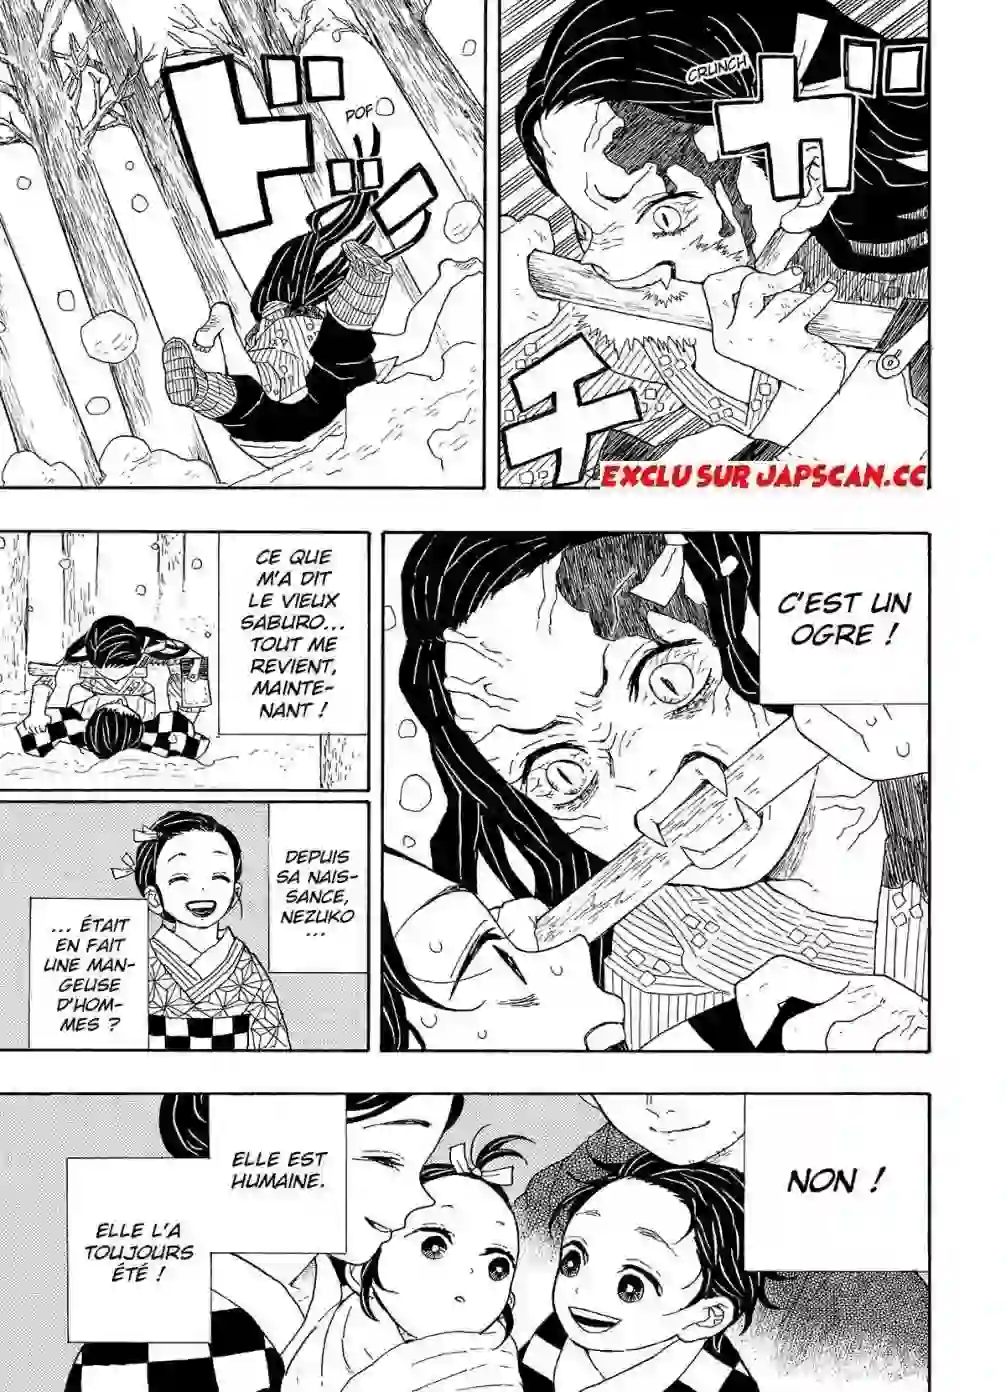 CRUNCH
ガ
チ
POF
ドドッ
EXCLU SUR JAPSCAN.CC
C'EST UN
OGRE !
CE QUE
M'A DIT
LE VIEUX
SABURO...
TOUT ME
REVIENT,
MAINTE-
NANT !
DEPUIS
SA NAIS-
SANCE,
NEZUKO
...
... ÉTAIT
EN FAIT
UNE MAN-
GEUSE
D'HOM-
MES ?
NON !
ELLE EST
HUMAINE.
ELLE L'A
TOUJOURS
ÉTÉ !